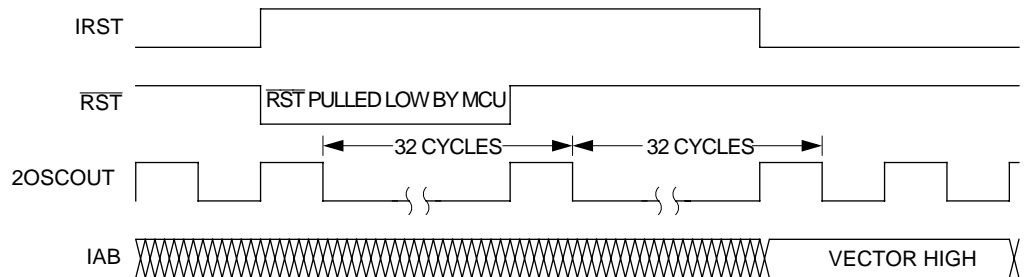 IRST
RST
RST PULLED LOW BY MCU
32 CYCLES
32 CYCLES
2OSCOUT
IAB
VECTOR HIGH